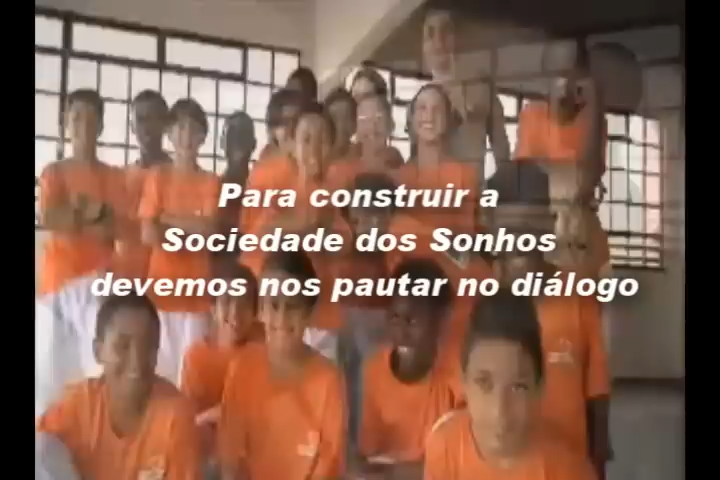 Para construir a
Sociedade dos Sonhos
devemos nos pautar no diálogo